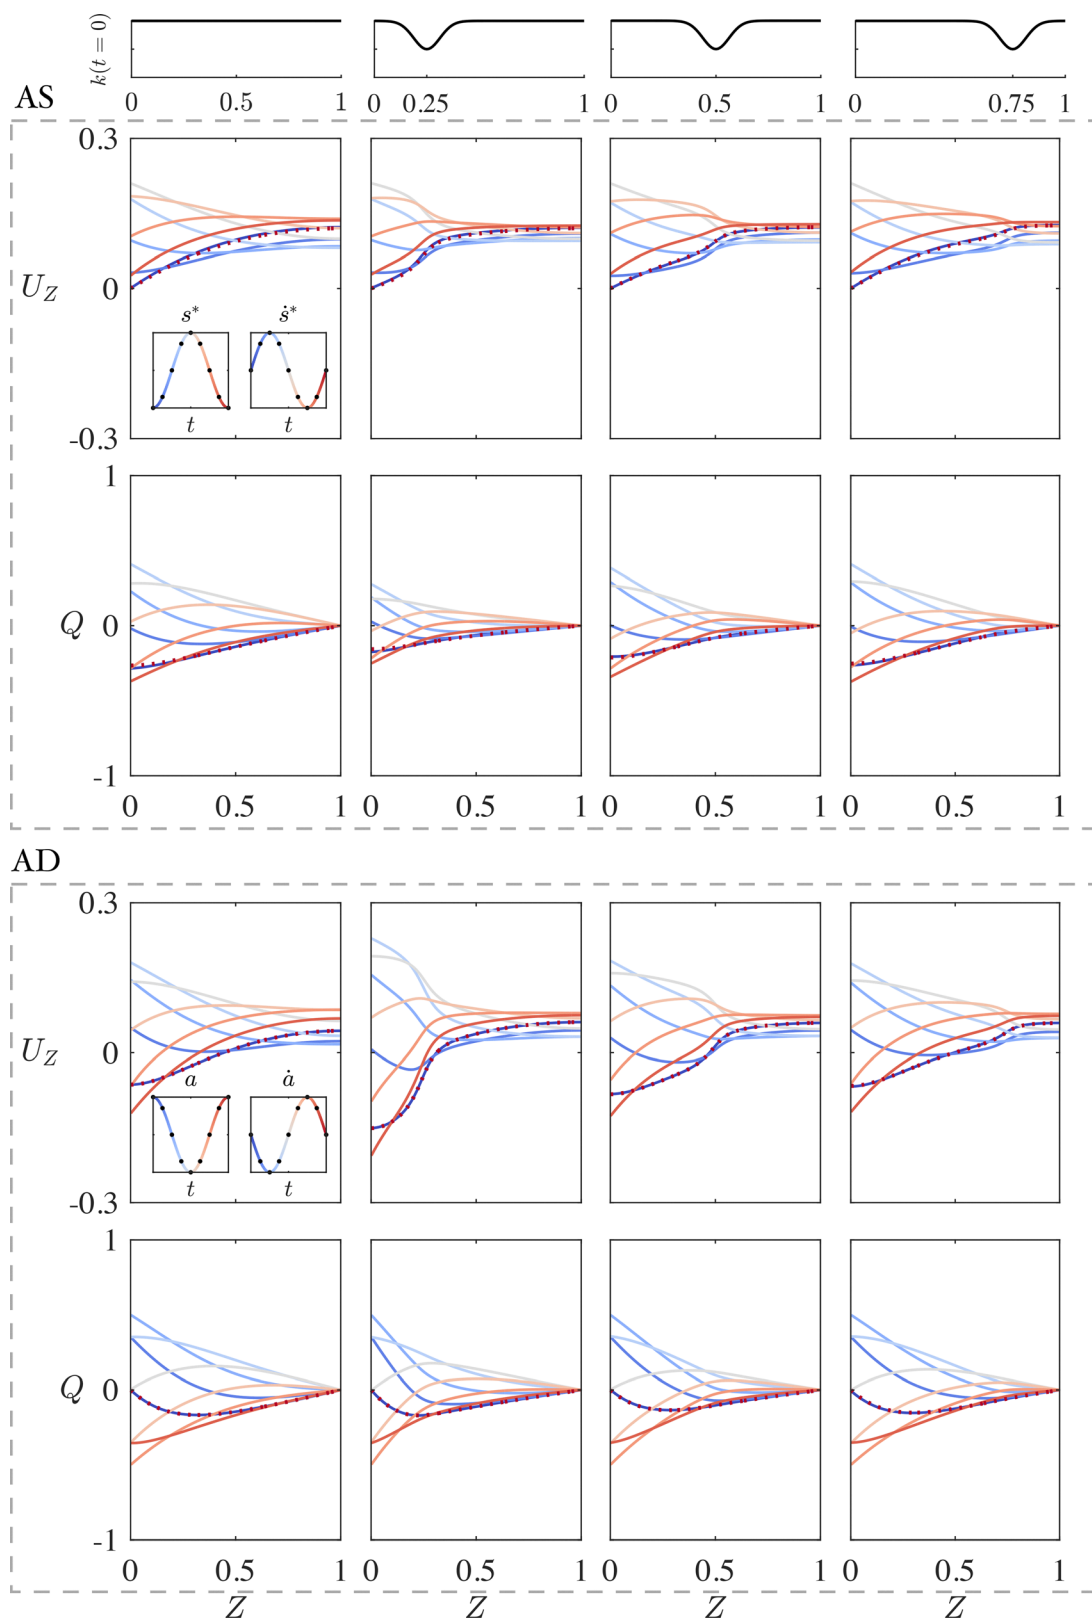 k(t = 0)
0 0.5 1 0 0.25 1 0 0.5 1 0 0.75 1
AS
0.3
U_Z 0
s* ṡ*
t t
-0.3
1
Q 0
-1
0 0.5 1 0 0.5 1 0 0.5 1 0 0.5 1
AD
0.3
U_Z 0
a ȧ
t t
-0.3
1
Q 0
-1
0 0.5 1 0 0.5 1 0 0.5 1 0 0.5 1
Z Z Z Z